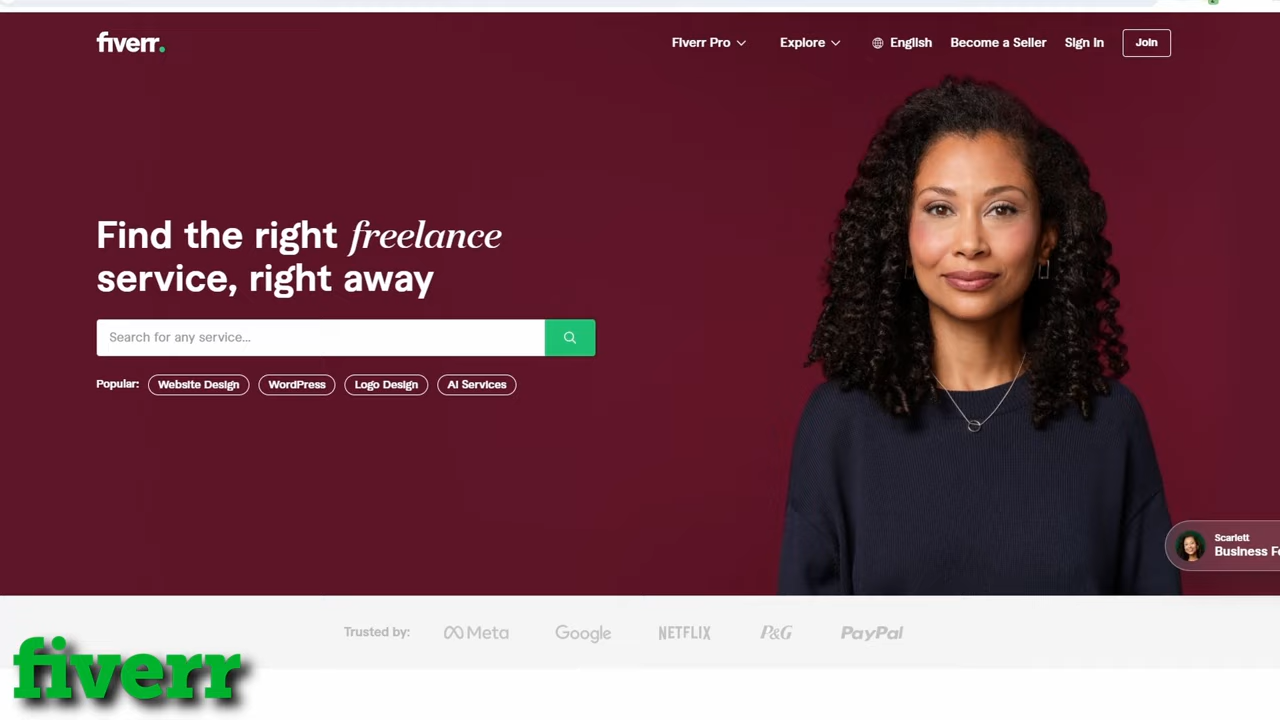 fiverr.
Fiverr Pro
Explore
English
Become a Seller
Sign In
Join
Find the right freelance
service, right away
Search for any service...
Popular:
Website Design
WordPress
Logo Design
AI Services
Scarlett
Business
Trusted by:
Meta
Google
NETFLIX
P&G
PayPal
fiverr